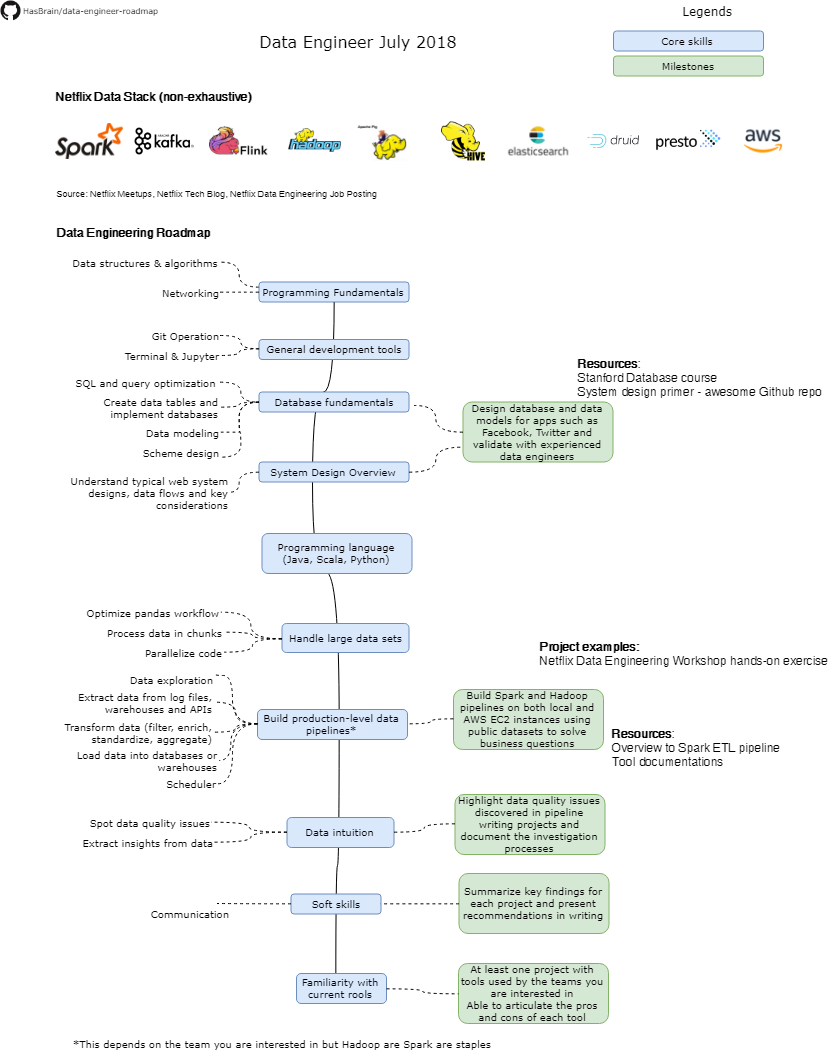 HasBrain/data-engineer-roadmap
Legends
Data Engineer July 2018
Core skills
Milestones
Netflix Data Stack (non-exhaustive)
Spark
APACHE
kafka
Flink
hadoop
Apache Pig
HIVE
elasticsearch
druid
presto
aws
Source: Netflix Meetups, Netflix Tech Blog, Netflix Data Engineering Job Posting
Data Engineering Roadmap
Data structures & algorithms
Networking
Programming Fundamentals
Git Operation
Terminal & Jupyter
General development tools
Resources:
Stanford Database course
System design primer - awesome Github repo
SQL and query optimization
Create data tables and
implement databases
Data modeling
Scheme design
Database fundamentals
Design database and data
models for apps such as
Facebook, Twitter and
validate with experienced
data engineers
System Design Overview
Understand typical web system
designs, data flows and key
considerations
Programming language
(Java, Scala, Python)
Optimize pandas workflow
Process data in chunks
Parallelize code
Handle large data sets
Project examples:
Netflix Data Engineering Workshop hands-on exercise
Data exploration
Extract data from log files,
warehouses and APIs
Transform data (filter, enrich,
standardize, aggregate)
Load data into databases or
warehouses
Scheduler
Build production-level data
pipelines*
Build Spark and Hadoop
pipelines on both local and
AWS EC2 instances using
public datasets to solve
business questions
Resources:
Overview to Spark ETL pipeline
Tool documentations
Spot data quality issues
Extract insights from data
Data intuition
Highlight data quality issues
discovered in pipeline
writing projects and
document the investigation
processes
Communication
Soft skills
Summarize key findings for
each project and present
recommendations in writing
Familiarity with
current rools
At least one project with
tools used by the teams you
are interested in
Able to articulate the pros
and cons of each tool
*This depends on the team you are interested in but Hadoop are Spark are staples